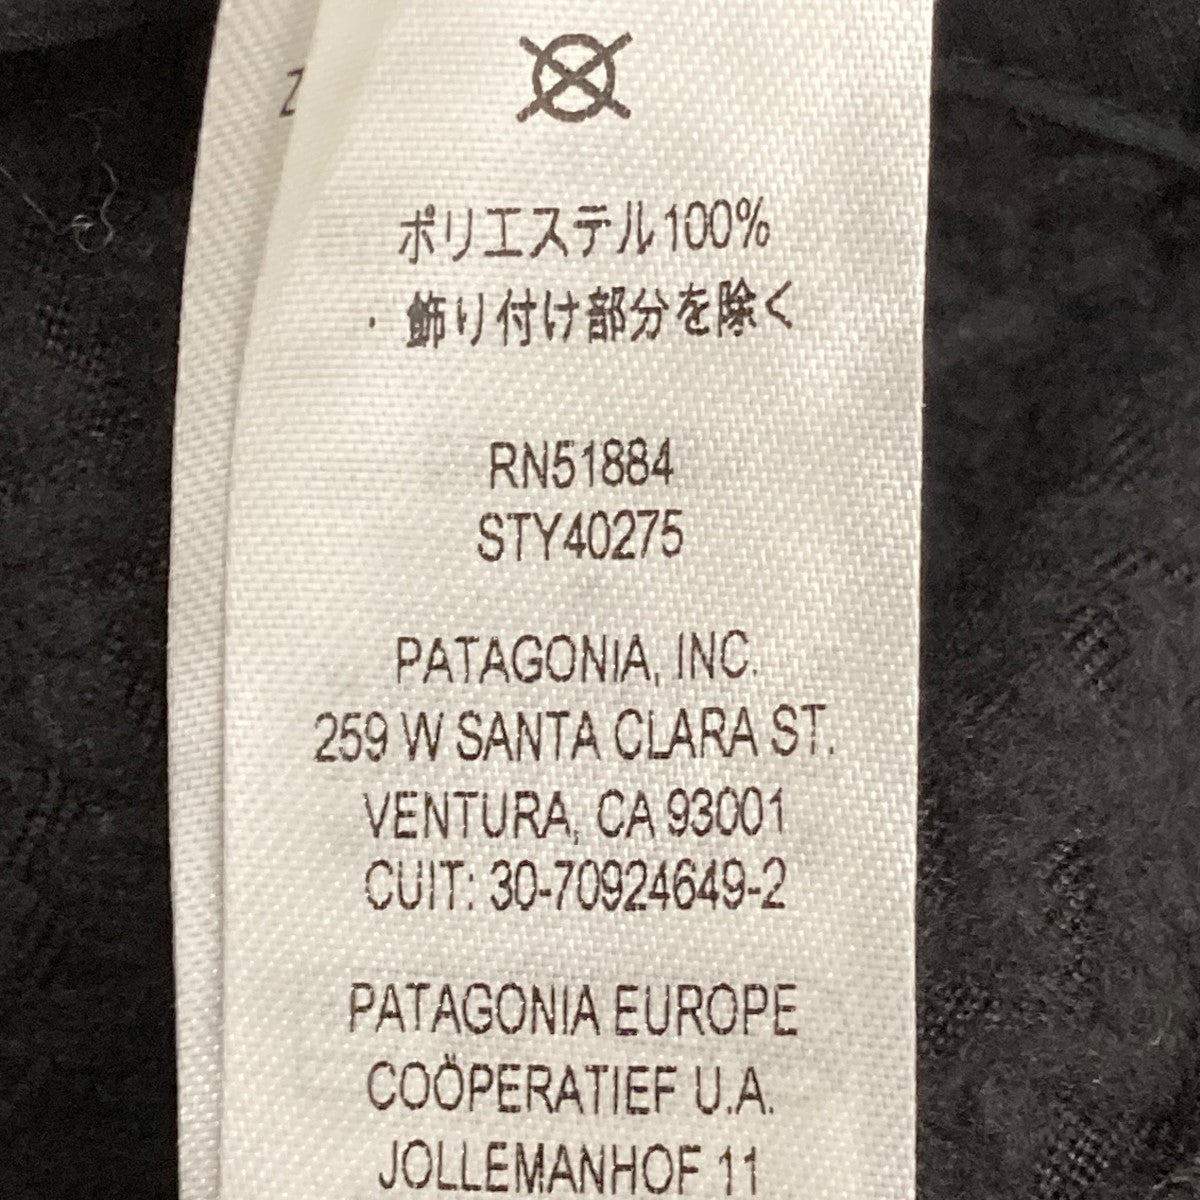 Z
ポリエステル100%
・飾り付け部分を除く
RN51884
STY40275
PATAGONIA, INC.
259 W SANTA CLARA ST.
VENTURA, CA 93001
CUIT: 30-70924649-2
PATAGONIA EUROPE
COÖPERATIEF U.A.
JOLLEMANHOF 11